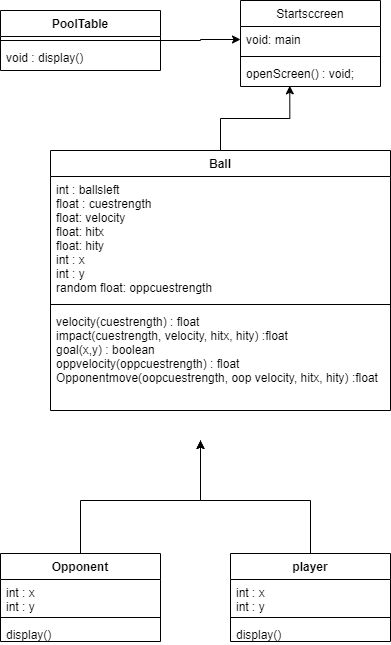 PoolTable
void : display()
Startsccreen
void: main
openScreen() : void;
Ball
int : ballsleft
float : cuestrength
float: velocity
float: hitx
float: hity
int : x
int : y
random float: oppcuestrength
velocity(cuestrength) : float
impact(cuestrength, velocity, hitx, hity) :float
goal(x,y) : boolean
oppvelocity(oppcuestrength) : float
Opponentmove(oopcuestrength, oop velocity, hitx, hity) :float
Opponent
int : x
int : y
display()
player
int : x
int : y
display()